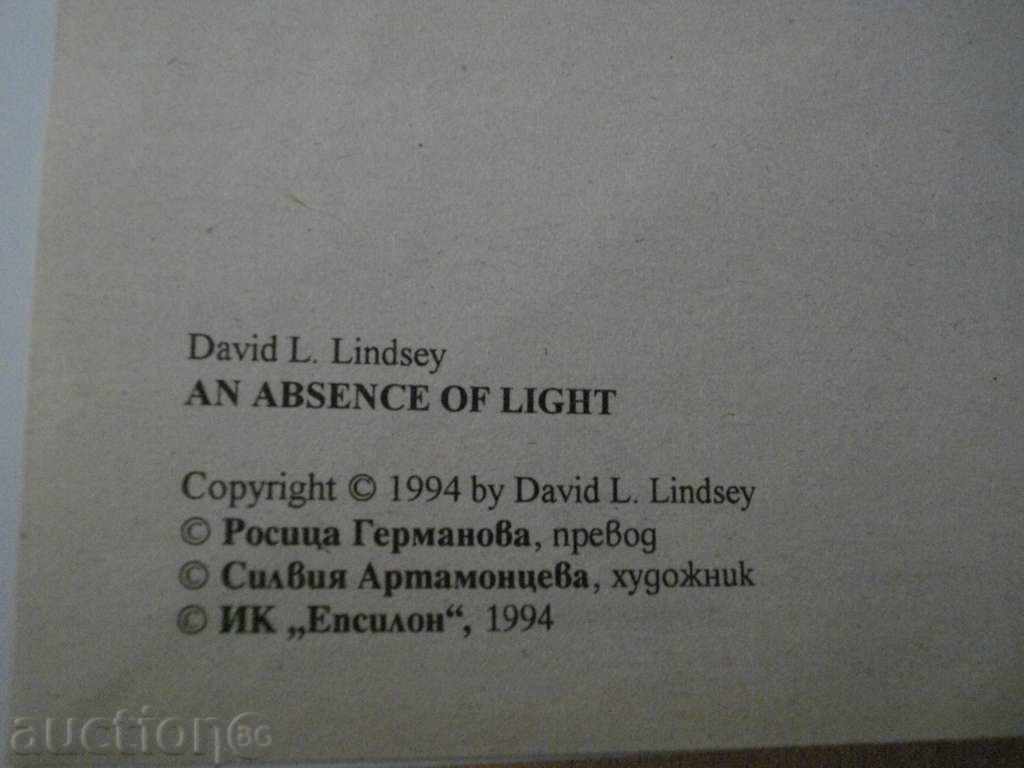 David L. Lindsey
AN ABSENCE OF LIGHT
Copyright © 1994 by David L. Lindsey
© Росица Германова, превод
© Силвия Артамонцева, художник
© ИК „Епсилон“, 1994
auction BG